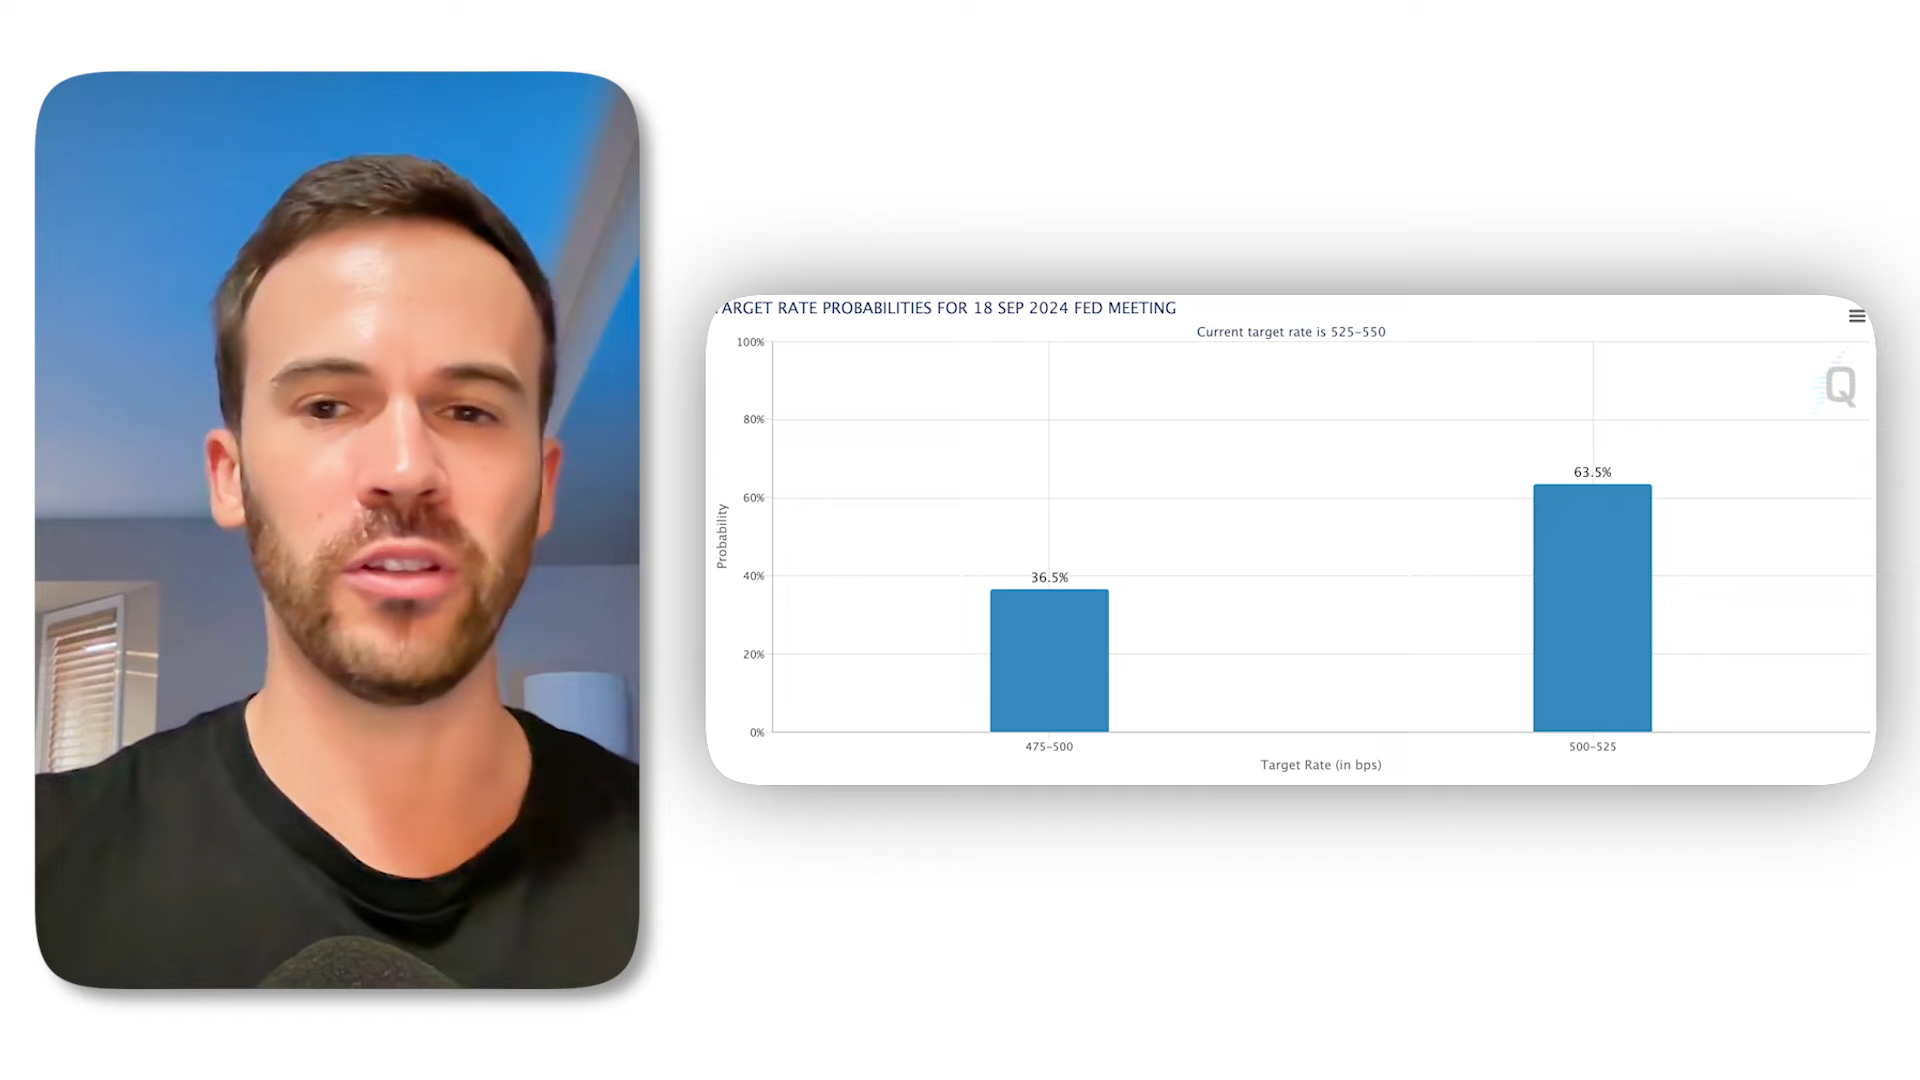 TARGET RATE PROBABILITIES FOR 18 SEP 2024 FED MEETING
Current target rate is 525–550
Q
100%
80%
60%
40%
20%
0%
Probability
36.5%
63.5%
475–500
500–525
Target Rate (in bps)